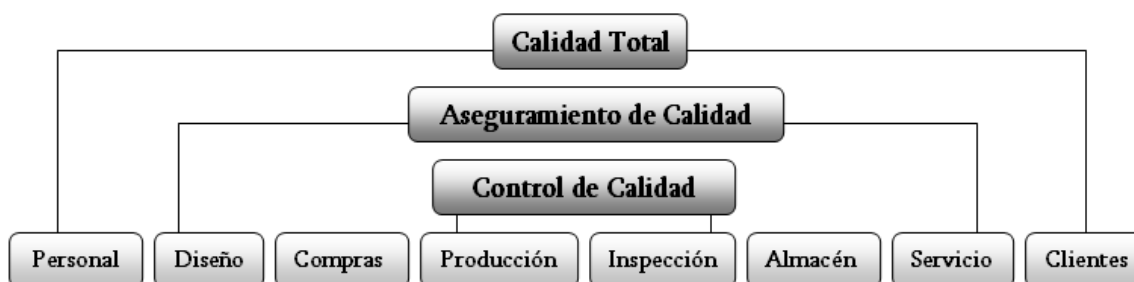 Calidad Total
Aseguramiento de Calidad
Control de Calidad
Personal Diseño Compras Producción Inspección Almacén Servicio Clientes